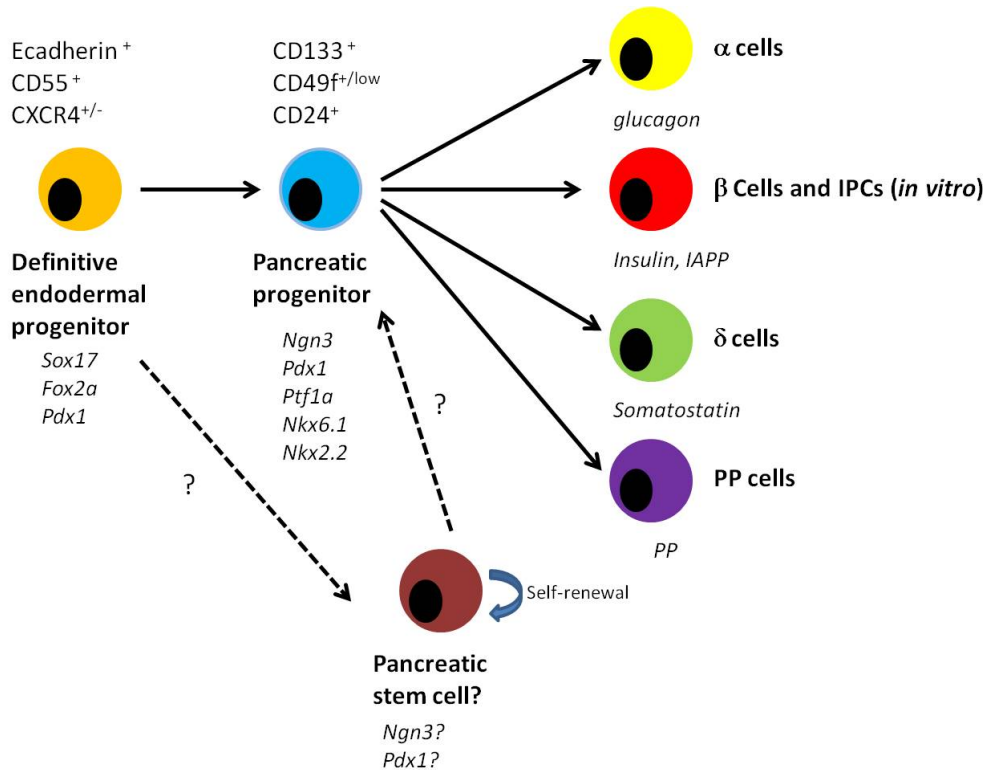 Ecadherin +
CD55 +
CXCR4+/-
CD133 +
CD49f+/low
CD24+
α cells
glucagon
β Cells and IPCs (in vitro)
Insulin, IAPP
Definitive
endodermal
progenitor
Sox17
Fox2a
Pdx1
Pancreatic
progenitor
Ngn3
Pdx1
Ptf1a
Nkx6.1
Nkx2.2
δ cells
Somatostatin
PP cells
PP
?
?
Self-renewal
Pancreatic
stem cell?
Ngn3?
Pdx1?